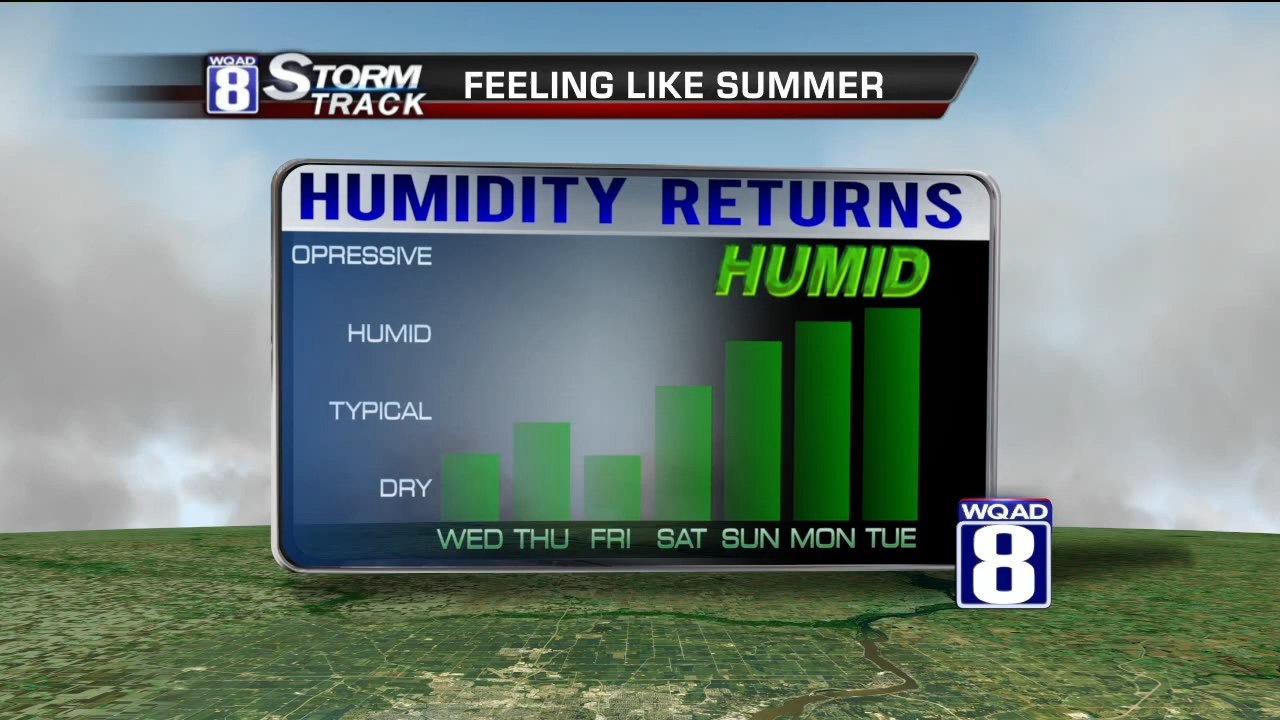 WQAD
8
STORM
TRACK
FEELING LIKE SUMMER
HUMIDITY RETURNS
OPRESSIVE
HUMID
HUMID
TYPICAL
DRY
WED THU FRI SAT SUN MON TUE
WQAD
8